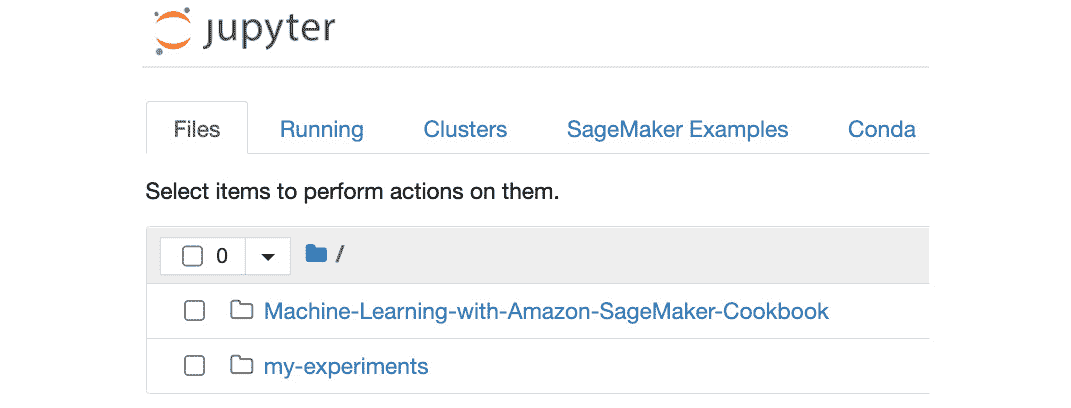 jupyter
Files Running Clusters SageMaker Examples Conda
Select items to perform actions on them.
0 /
Machine-Learning-with-Amazon-SageMaker-Cookbook
my-experiments